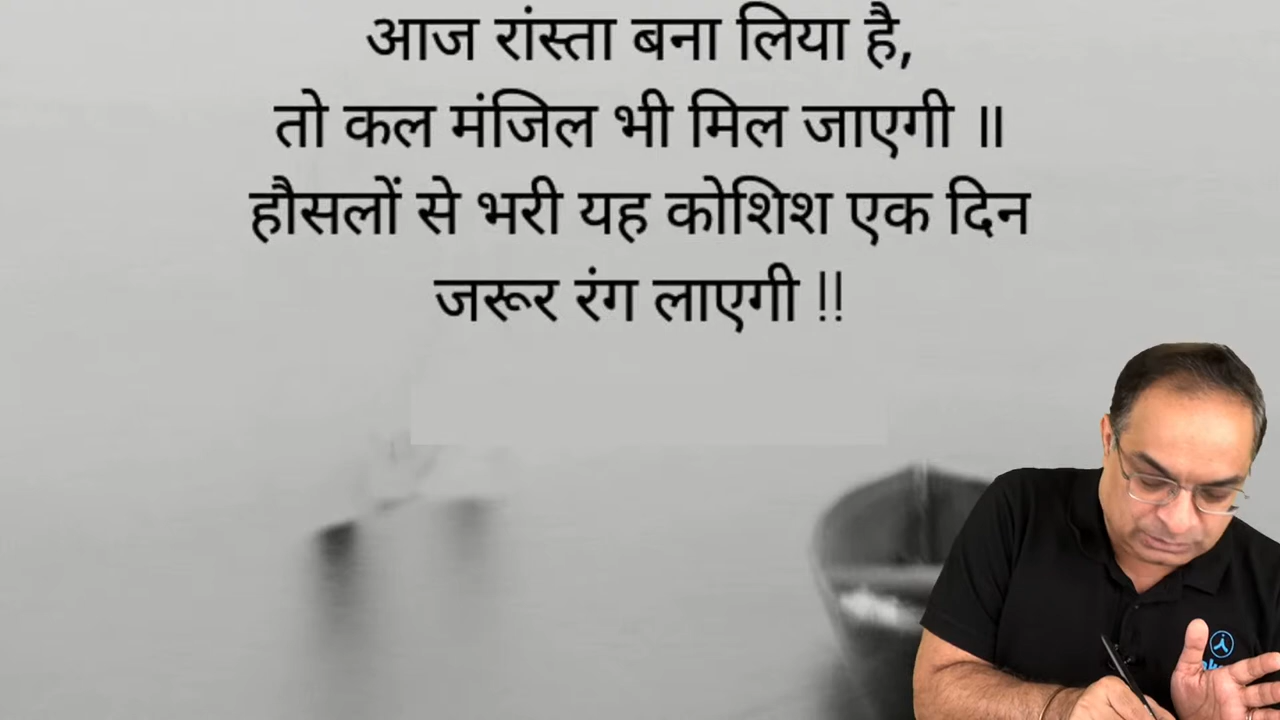 आज रांस्ता बना लिया है,
तो कल मंजिल भी मिल जाएगी ॥
हौसलों से भरी यह कोशिश एक दिन
जरूर रंग लाएगी !!